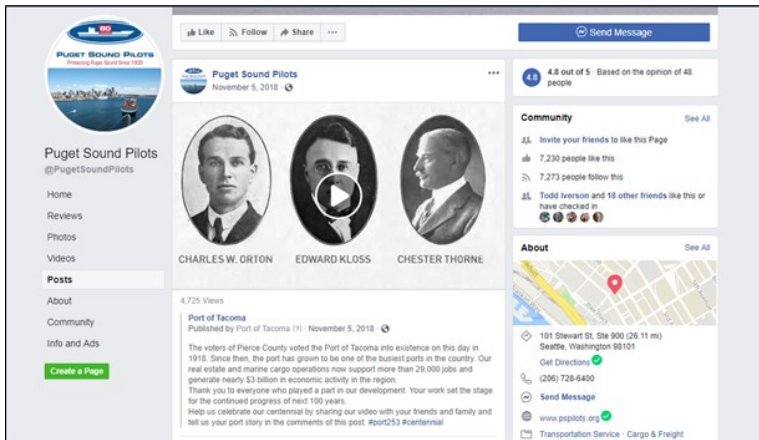 BG
PUGET SOUND PILOTS
Protecting Puget Sound Since 1935
Puget Sound Pilots
@PugetSoundPilots
Home
Reviews
Photos
Videos
Posts
About
Community
Info and Ads
Create a Page
Like Follow Share ...
Puget Sound Pilots
November 5, 2018
CHARLES W. ORTON EDWARD KLOSS CHESTER THORNE
4,725 Views
Port of Tacoma
Published by Port of Tacoma [?] · November 5, 2018 ·
The voters of Pierce County voted the Port of Tacoma into existence on this day in
1918. Since then, the port has grown to be one of the busiest ports in the country. Our
real estate and marine cargo operations now support more than 29,000 jobs and
generate nearly $3 billion in economic activity in the region.
Thank you to everyone who played a part in our development. Your work set the stage
for the continued progress of next 100 years.
Help us celebrate our centennial by sharing our video with your friends and family and
tell us your port story in the comments of this post. #port253 #centennial
Send Message
4.8
4.8 out of 5 · Based on the opinion of 48
people
Community See All
Invite your friends to like this Page
7,230 people like this
7,273 people follow this
Todd Iverson and 18 other friends like this or
have checked in
About See All
101 Stewart St, Ste 900 (26.11 mi)
Seattle, Washington 98101
Get Directions
(206) 728-6400
Send Message
www.pspilots.org
Transportation Service · Cargo & Freight